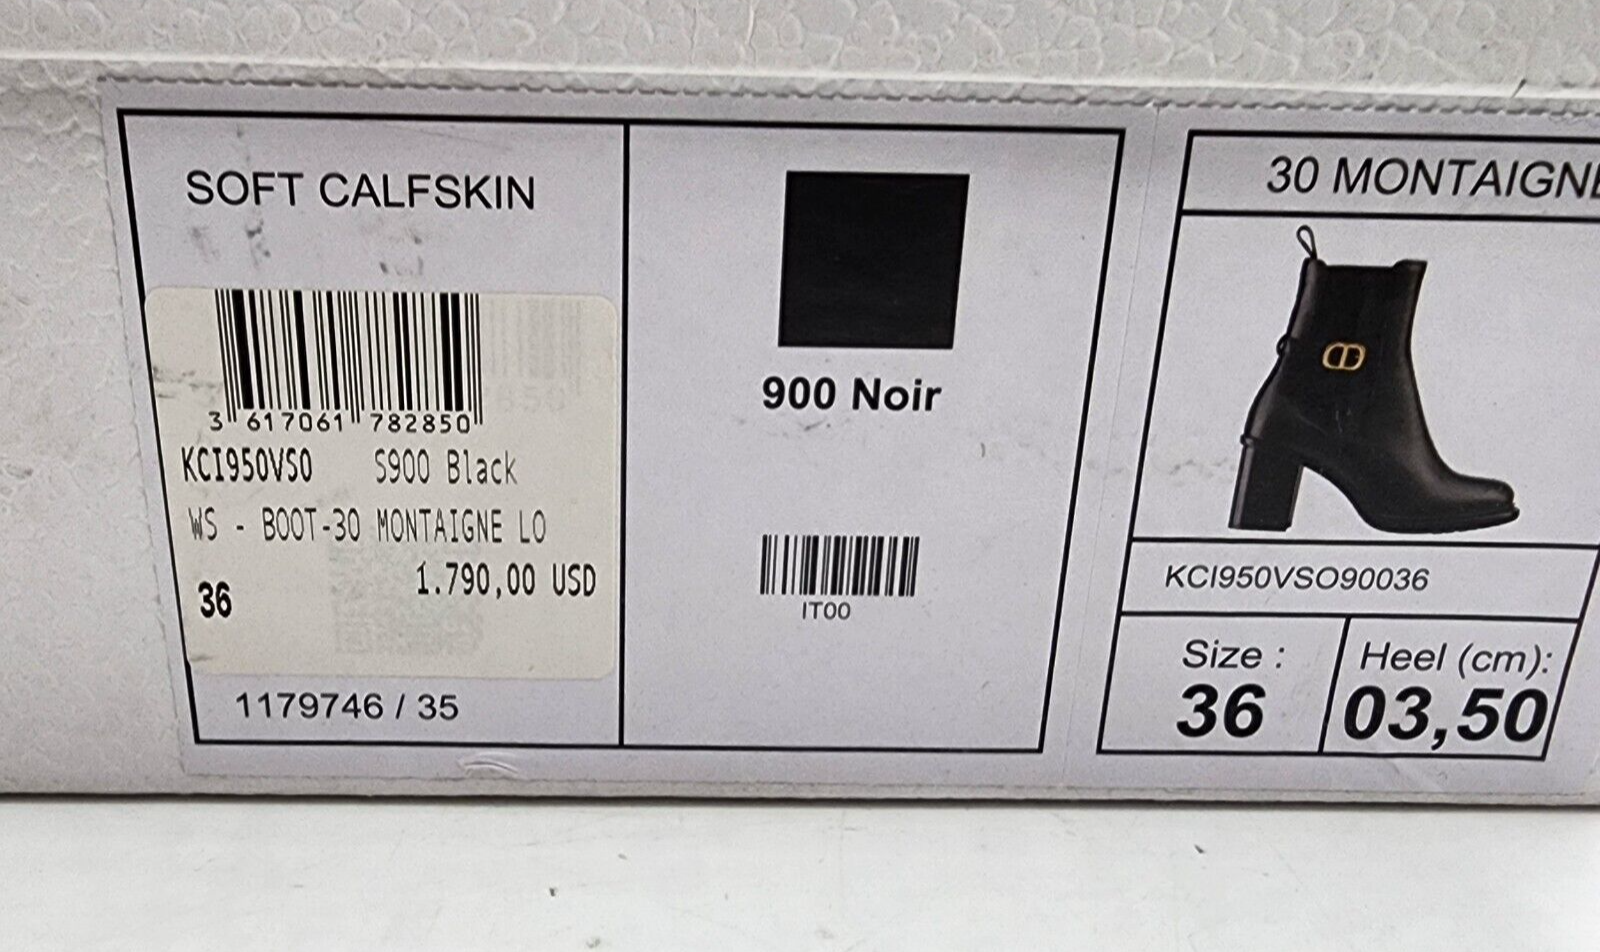 SOFT CALFSKIN
3 617061 782850
KCI950VSO S900 Black
WS - BOOT-30 MONTAIGNE LO
1.790,00 USD
36
1179746 / 35
900 Noir
IT00
30 MONTAIGNE
KCI950VSO90036
Size :
36
Heel (cm):
03,50